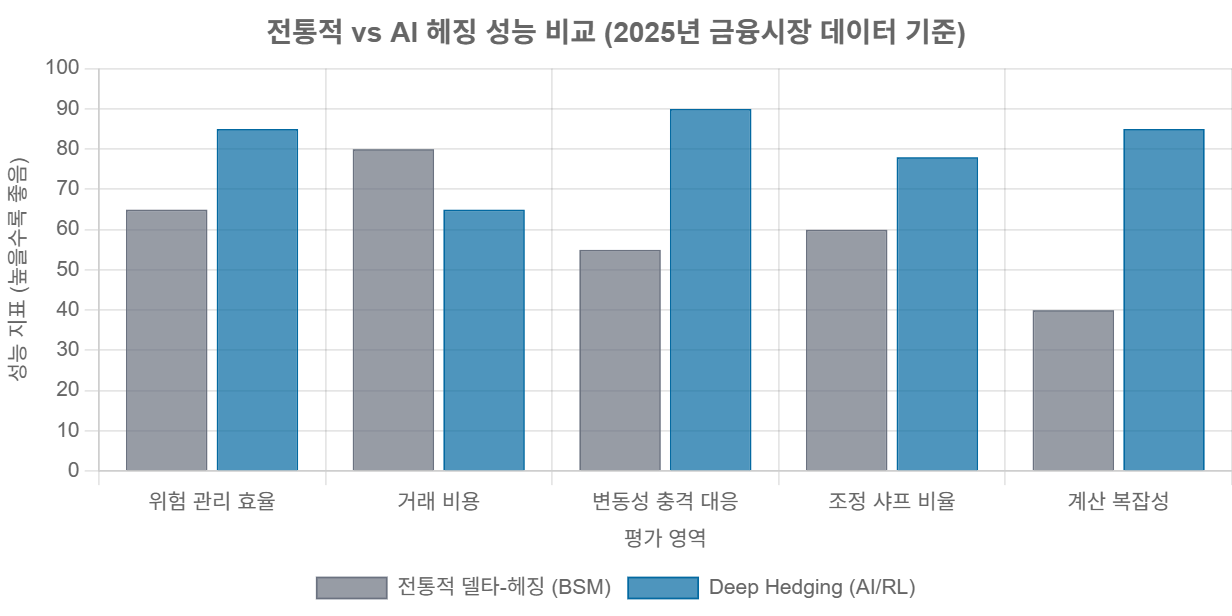 전통적 vs AI 헤징 성능 비교 (2025년 금융시장 데이터 기준)
성능 지표 (높을수록 좋음)
100
90
80
70
60
50
40
30
20
10
0
위험 관리 효율 거래 비용 변동성 충격 대응 조정 샤프 비율 계산 복잡성
평가 영역
전통적 델타-헤징 (BSM) Deep Hedging (AI/RL)